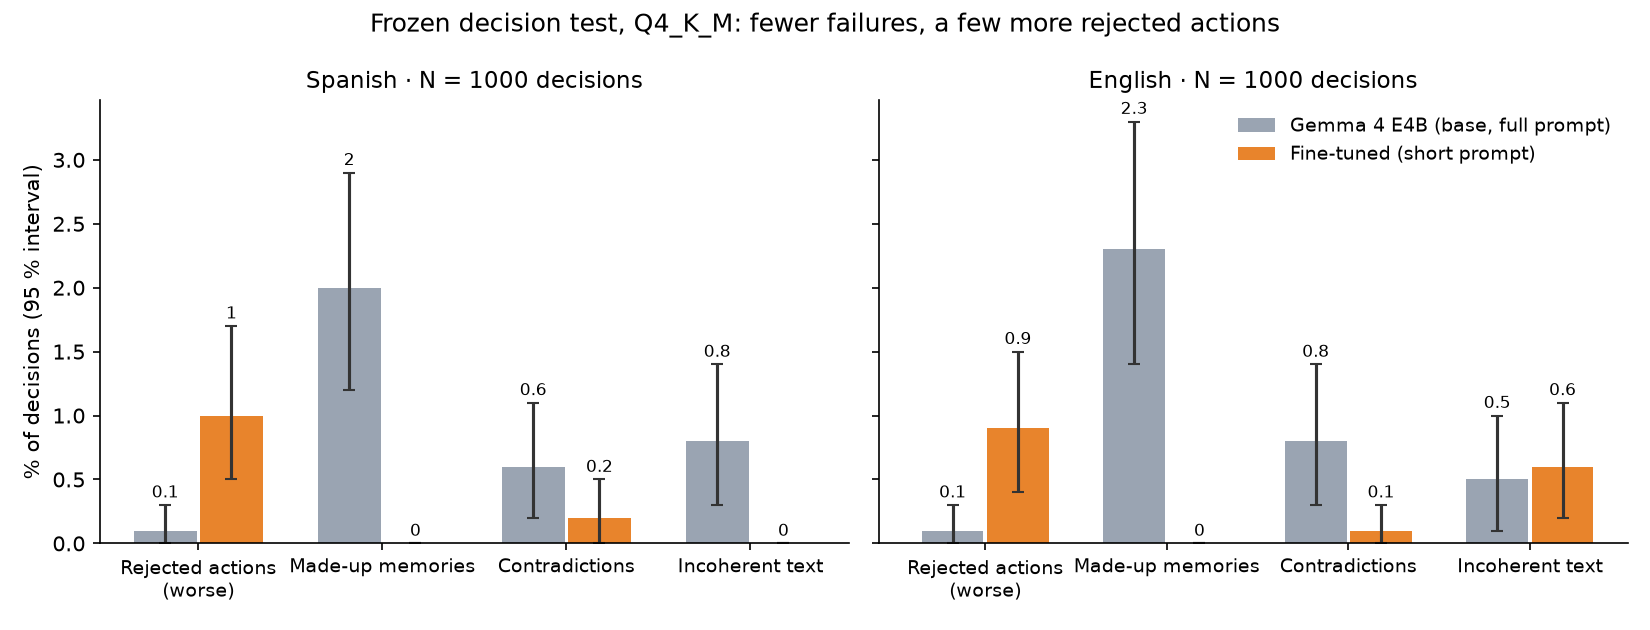 Frozen decision test, Q4_K_M: fewer failures, a few more rejected actions
Spanish · N = 1000 decisions
% of decisions (95 % interval)
3.0
2.5
2.0
1.5
1.0
0.5
0.0
0.1
1
2
0
0.6
0.2
0.8
0
Rejected actions
(worse)
Made-up memories
Contradictions
Incoherent text
English · N = 1000 decisions
Gemma 4 E4B (base, full prompt)
Fine-tuned (short prompt)
0.1
0.9
2.3
0
0.8
0.1
0.5
0.6
Rejected actions
(worse)
Made-up memories
Contradictions
Incoherent text